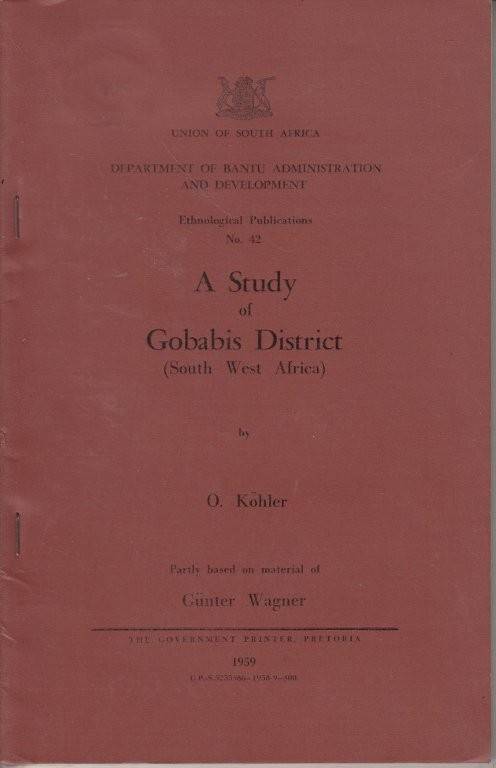 UNION OF SOUTH AFRICA
DEPARTMENT OF BANTU ADMINISTRATION
AND DEVELOPMENT
Ethnological Publications
No. 42
A Study
of
Gobabis District
(South West Africa)
by
O. Köhler
Partly based on material of
Günter Wagner
THE GOVERNMENT PRINTER, PRETORIA
1959